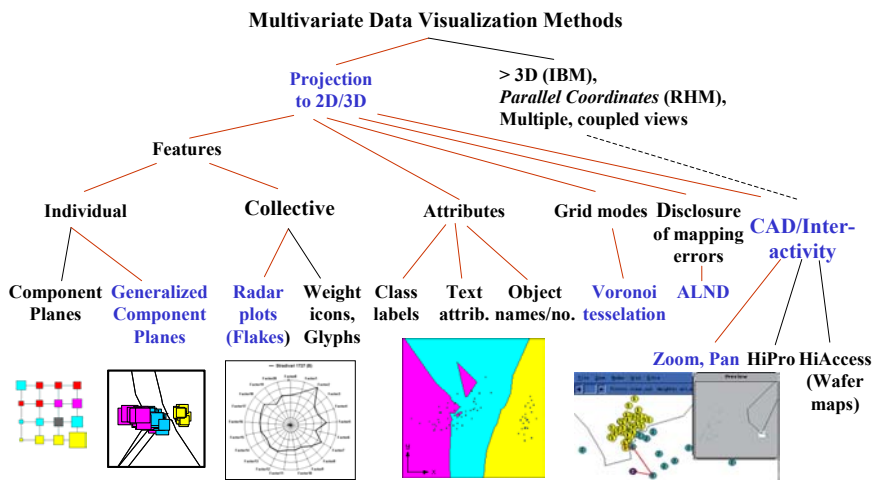 Multivariate Data Visualization Methods
Projection
to 2D/3D
> 3D (IBM),
Parallel Coordinates (RHM),
Multiple, coupled views
Features
Individual
Collective
Attributes
Grid modes
Disclosure
of mapping
errors
CAD/Inter-
activity
Component
Planes
Generalized
Component
Planes
Radar
plots
(Flakes)
Weight
icons,
Glyphs
Class
labels
Text
attrib.
Object
names/no.
Voronoi
tesselation
ALND
Zoom, Pan
HiPro
HiAccess
(Wafer
maps)
Preview